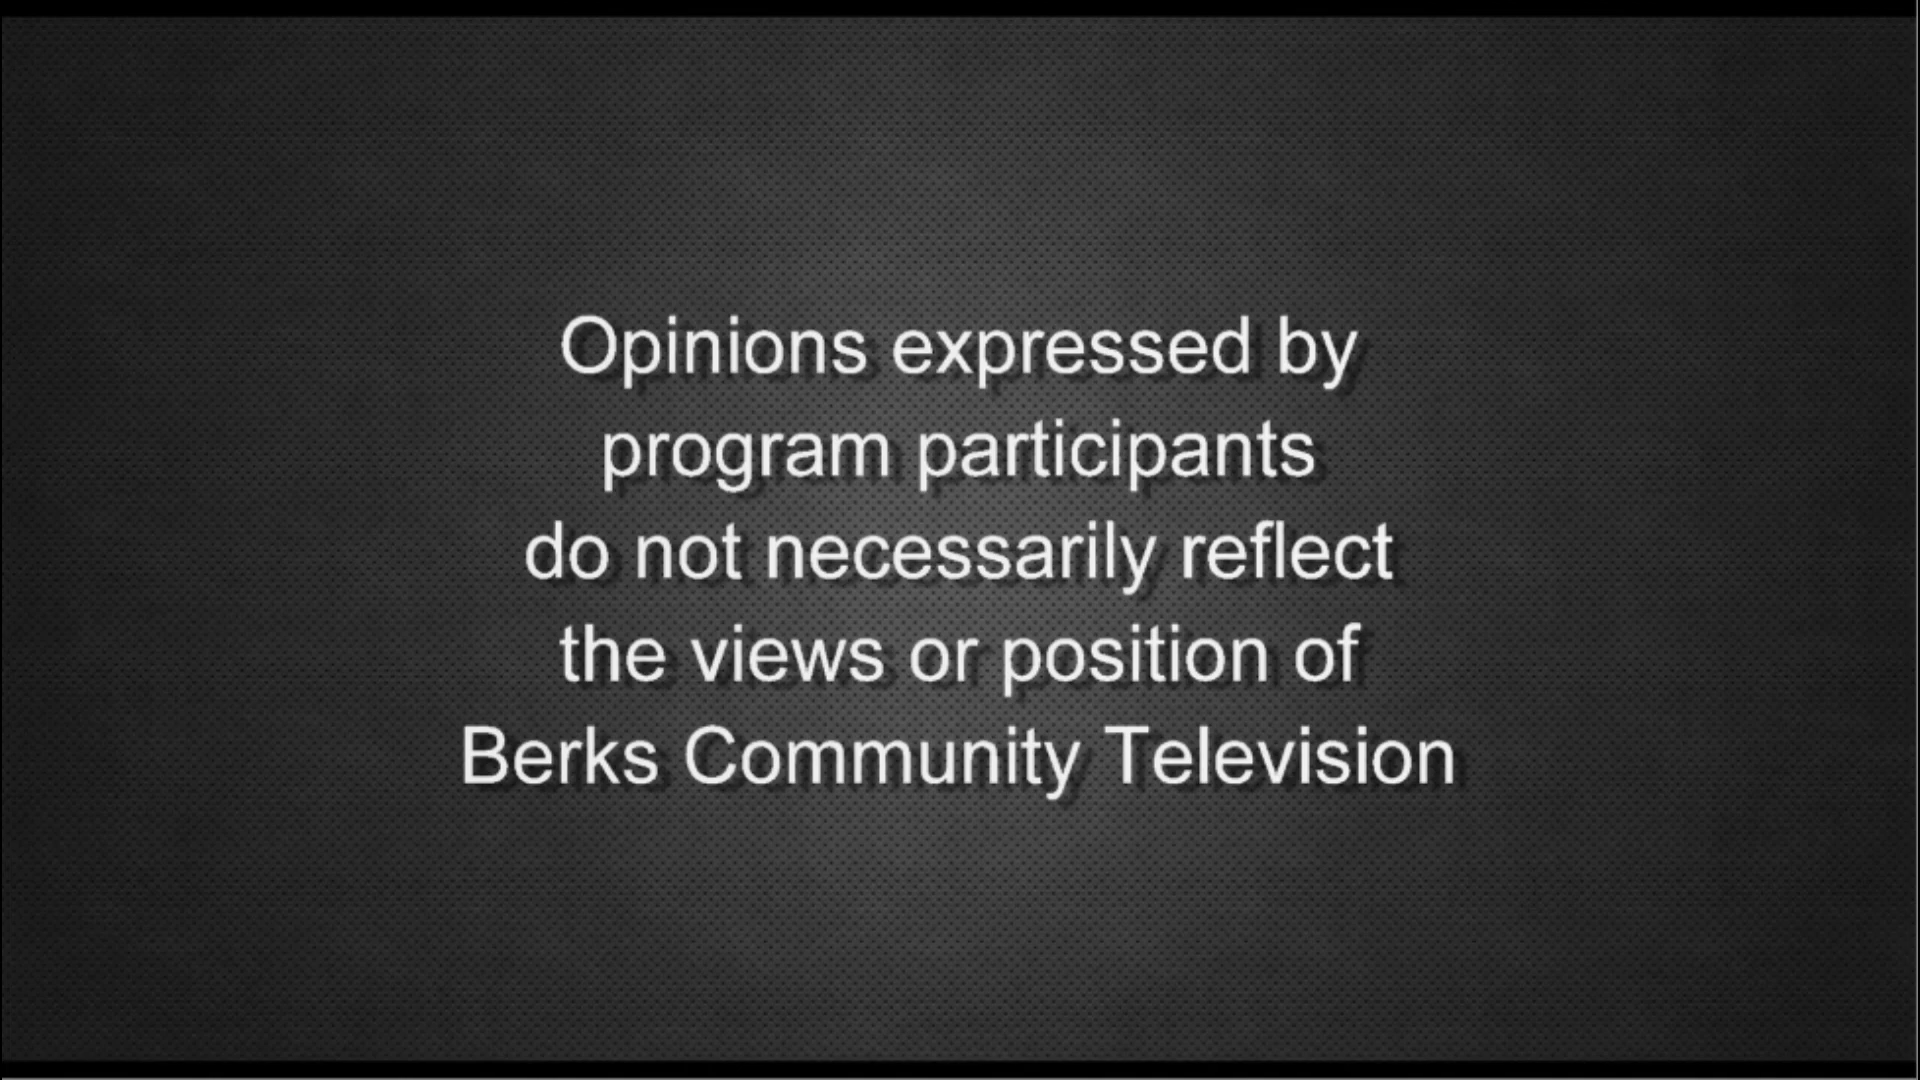 Opinions expressed by
program participants
do not necessarily reflect
the views or position of
Berks Community Television